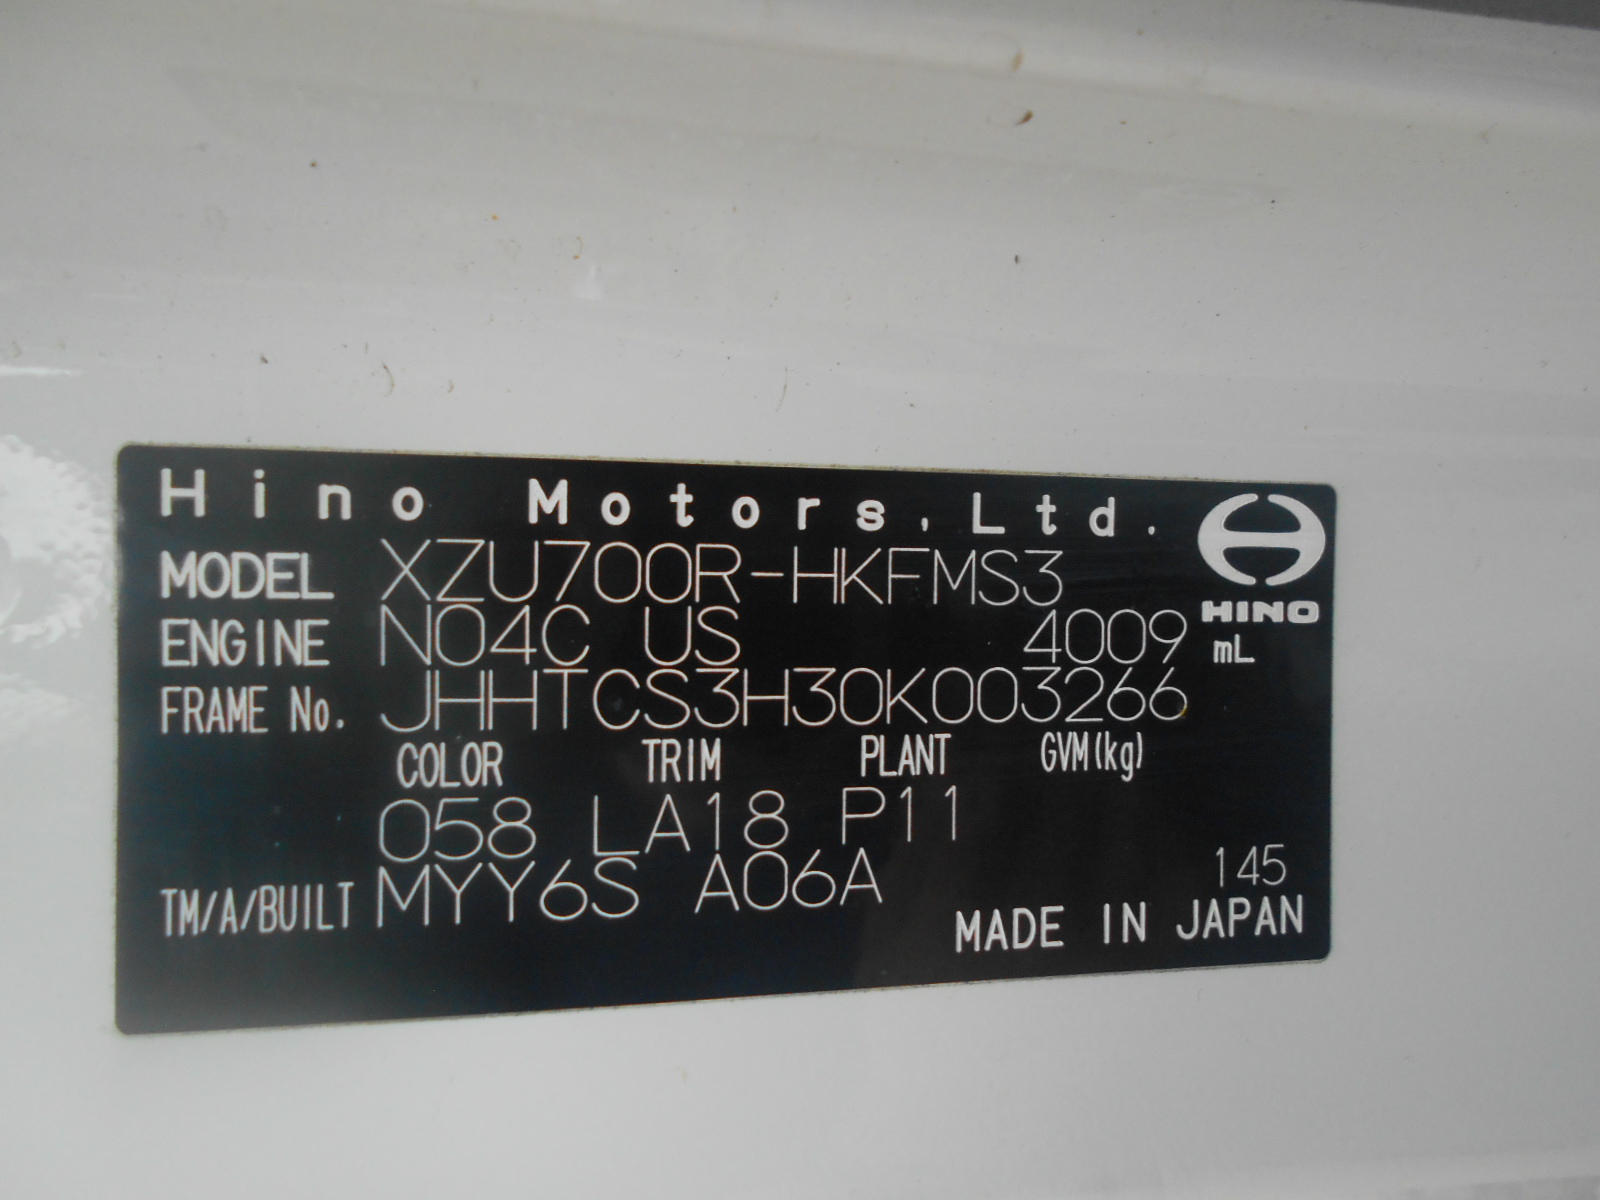 Hino Motors, Ltd.
HINO
MODEL XZU700R-HKFMS3
ENGINE N04C US 4009 mL
FRAME No. JHHTCS3H30K003266
COLOR TRIM PLANT GVM(kg)
058 LA18 P11
145
TM/A/BUILT MYY6S A06A
MADE IN JAPAN